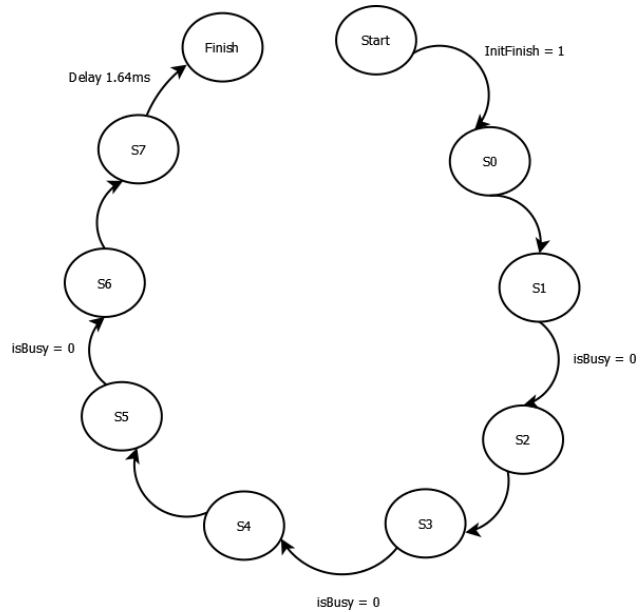 Start
InitFinish = 1
S0
S1
isBusy = 0
S2
S3
isBusy = 0
S4
S5
isBusy = 0
S6
S7
Delay 1.64ms
Finish